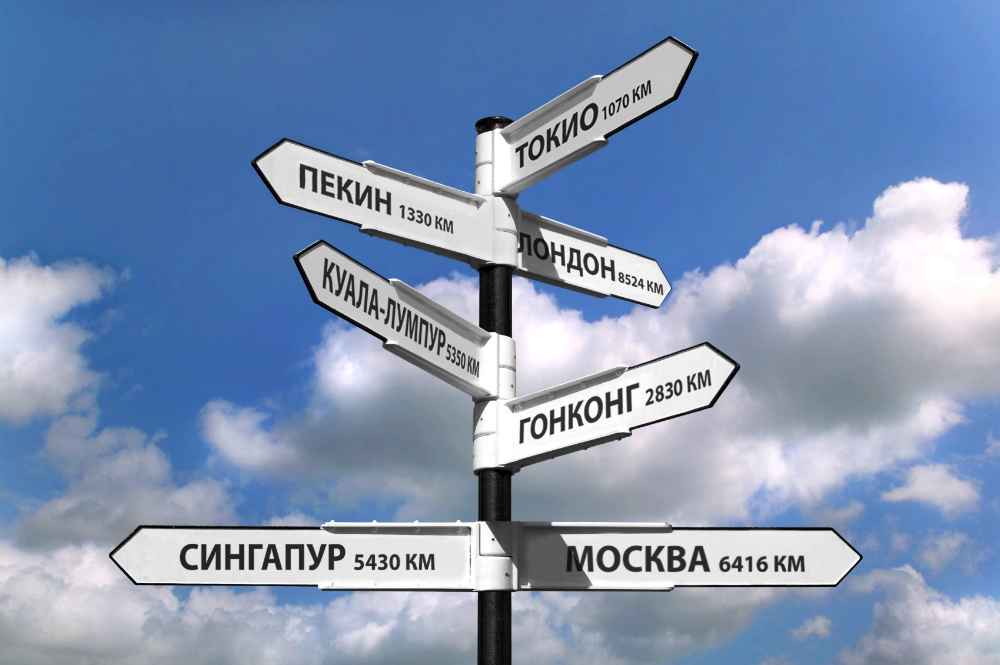 ТОКИО 1070 КМ
ПЕКИН 1330 КМ
ЛОНДОН 8524 КМ
КУАЛА-ЛУМПУР 5350 КМ
ГОНКОНГ 2830 КМ
СИНГАПУР 5430 КМ
МОСКВА 6416 КМ